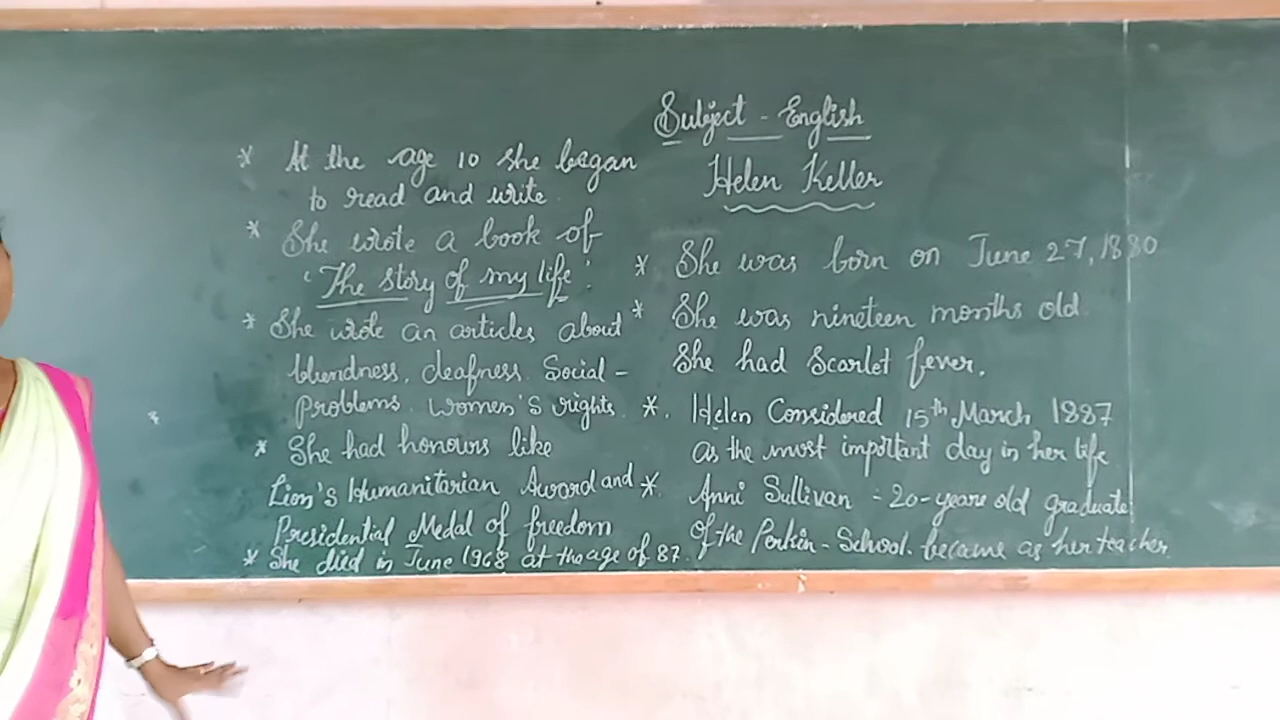 Subject - English
Helen Keller
* She was born on June 27, 1880
* She was nineteen months old
She had Scarlet fever.
*. Helen Considered 15th March 1887
as the most important day in her life
* Anni Sullivan - 20-years old graduate
of the Perkin - School. became as her teacher
* At the age 10 she began
to read and write.
* She wrote a book of
'The story of my life'.
* She wrote an articles about
blindness, deafness. Social -
Problems. Women's rights.
* She had honours like
Lion's Humanitarian Award and
Presidential Medal of freedom
* She died in June 1968 at the age of 87.